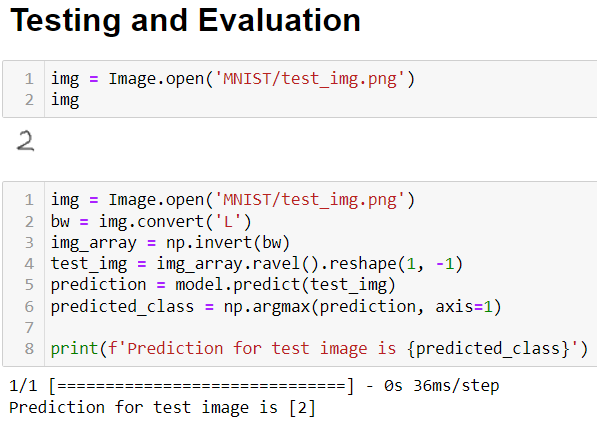 Testing and Evaluation
1 img = Image.open('MNIST/test_img.png')
2 img
2
1 img = Image.open('MNIST/test_img.png')
2 bw = img.convert('L')
3 img_array = np.invert(bw)
4 test_img = img_array.ravel().reshape(1, -1)
5 prediction = model.predict(test_img)
6 predicted_class = np.argmax(prediction, axis=1)
7
8 print(f'Prediction for test image is {predicted_class}')
1/1 [==============================] - 0s 36ms/step
Prediction for test image is [2]